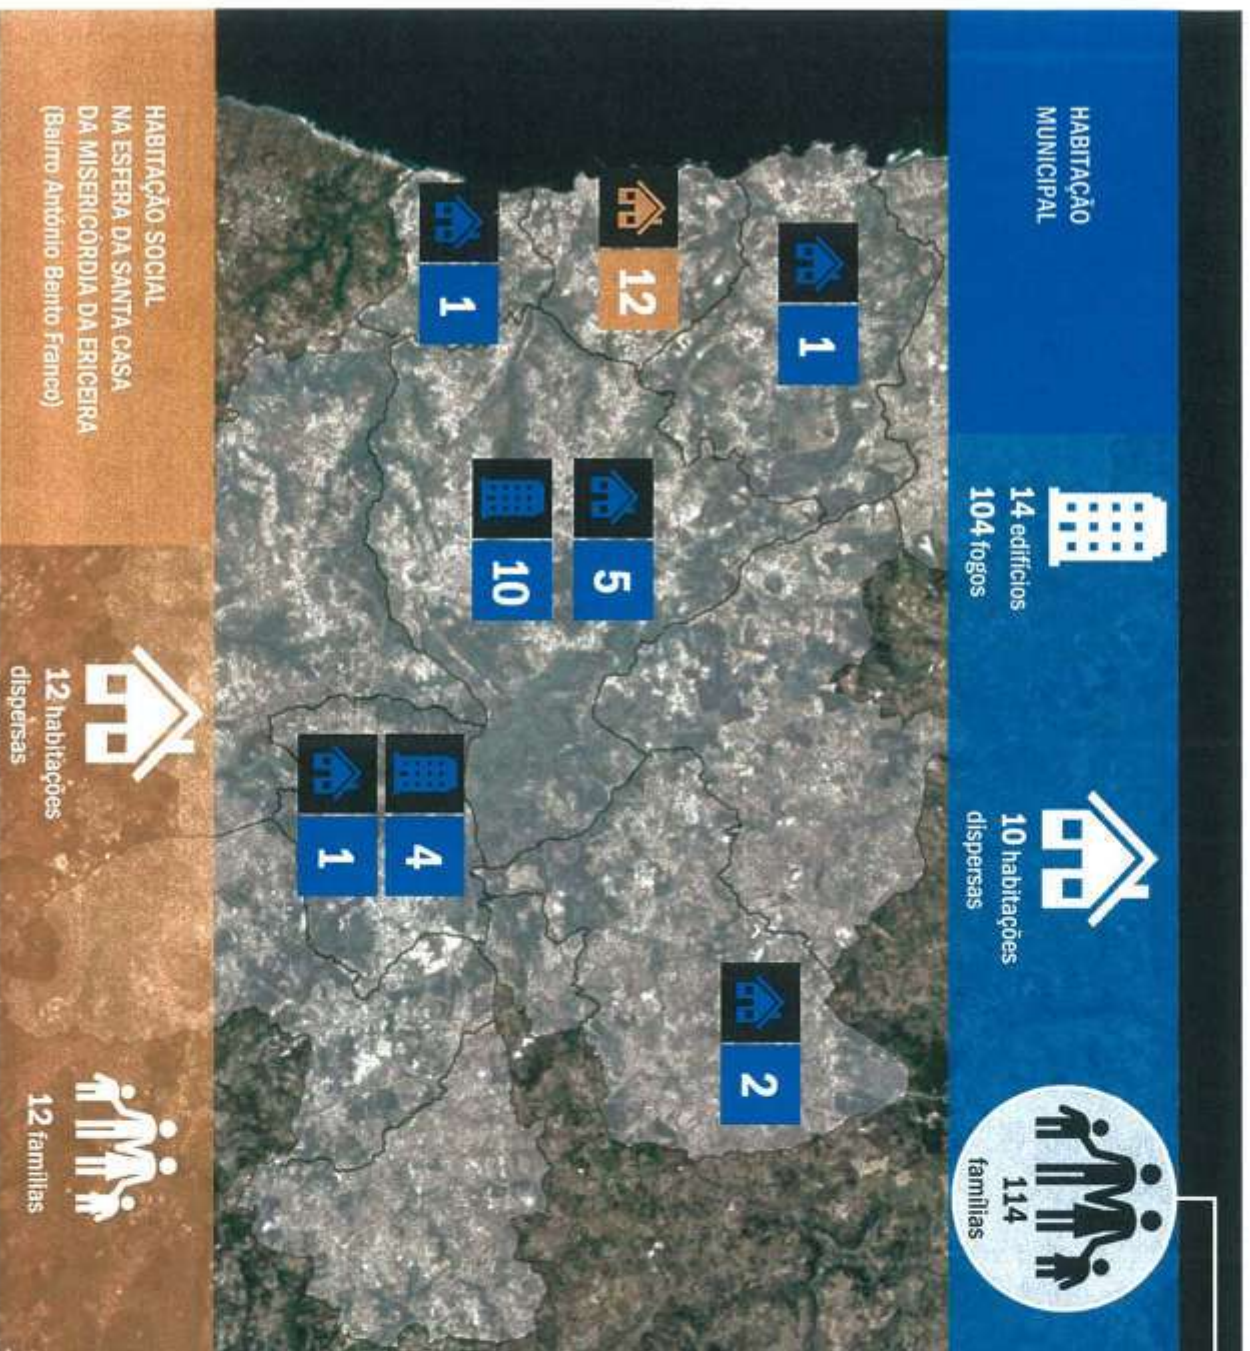 HABITAÇÃO
MUNICIPAL
14 edifícios
104 fogos
10 habitações
dispersas
114
famílias
1
2
12
5
10
1
4
1
HABITAÇÃO SOCIAL
NA ESFERA DA SANTA CASA
DA MISERICÓRDIA DA ERICEIRA
(Bairro António Bento Franco)
12 habitações
dispersas
12 famílias